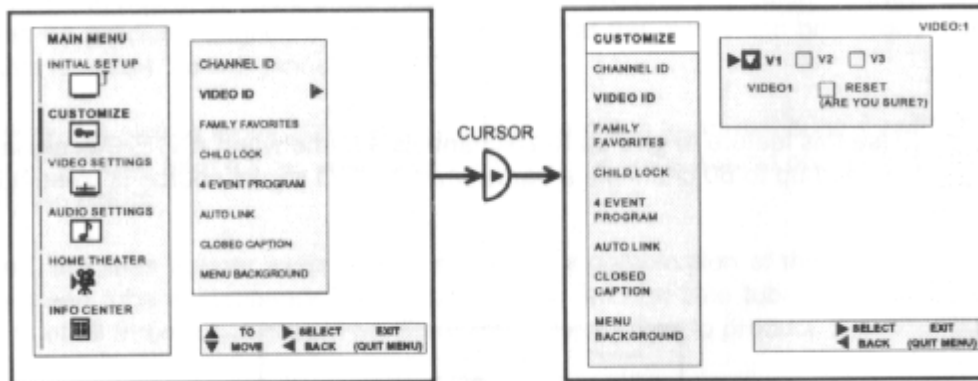 MAIN MENU
INITIAL SET UP
CUSTOMIZE
VIDEO SETTINGS
AUDIO SETTINGS
HOME THEATER
INFO CENTER
CHANNEL ID
VIDEO ID
FAMILY FAVORITES
CHILD LOCK
4 EVENT PROGRAM
AUTO LINK
CLOSED CAPTION
MENU BACKGROUND
TO SELECT EXIT
MOVE BACK (QUIT MENU)
CURSOR
VIDEO:1
CUSTOMIZE
CHANNEL ID
VIDEO ID
FAMILY
FAVORITES
CHILD LOCK
4 EVENT
PROGRAM
AUTO LINK
CLOSED
CAPTION
MENU
BACKGROUND
V1 V2 V3
VIDEO1 RESET
(ARE YOU SURE?)
SELECT EXIT
BACK (QUIT MENU)